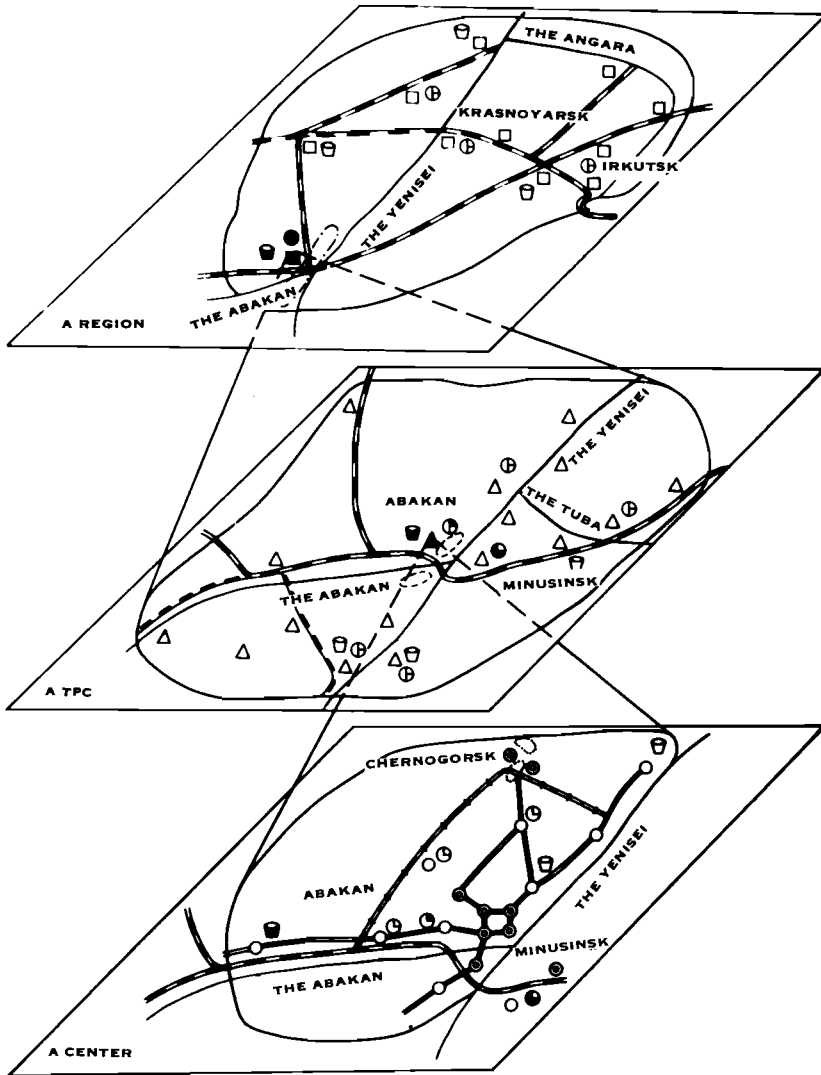 THE ANGARA
KRASNOYARSK
IRKUTSK
THE YENISEI
THE ABAKAN
A REGION
THE YENISEI
ABAKAN
THE TUBA
MINUSINSK
THE ABAKAN
A TPC
CHERNOGORSK
THE YENISEI
ABAKAN
MINUSINSK
THE ABAKAN
A CENTER